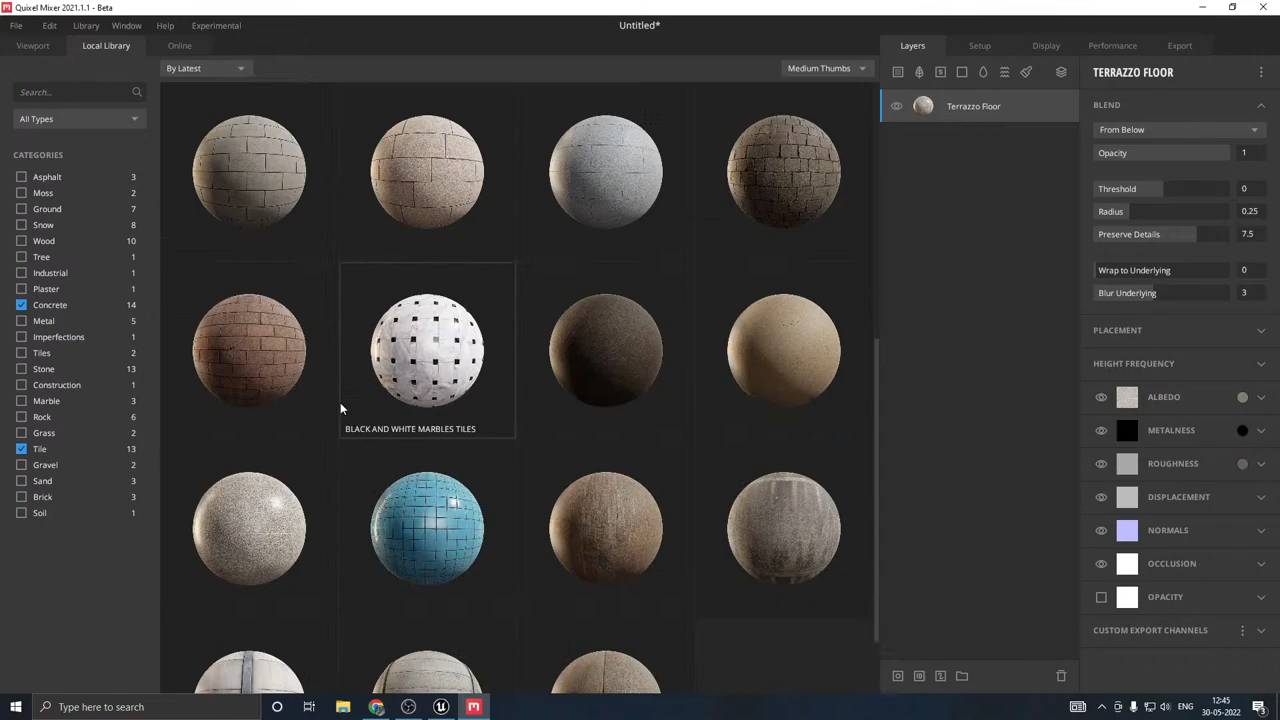 Quixel Mixer 2021.1.1 - Beta
File Edit Library Window Help Experimental
Untitled*
Viewport Local Library Online
Layers Setup Display Performance Export
By Latest
Medium Thumbs
Search...
All Types
CATEGORIES
Asphalt 3
Moss 2
Ground 7
Snow 8
Wood 10
Tree 1
Industrial 1
Plaster 1
Concrete 14
Metal 5
Imperfections 1
Tiles 2
Stone 13
Construction 1
Marble 3
Rock 6
Grass 2
Tile 13
Gravel 2
Sand 3
Brick 3
Soil 1
BLACK AND WHITE MARBLES TILES
Terrazzo Floor
TERRAZZO FLOOR
BLEND
From Below
Opacity 1
Threshold 0
Radius 0.25
Preserve Details 7.5
Wrap to Underlying 0
Blur Underlying 3
PLACEMENT
HEIGHT FREQUENCY
ALBEDO
METALNESS
ROUGHNESS
DISPLACEMENT
NORMALS
OCCLUSION
OPACITY
CUSTOM EXPORT CHANNELS
Type here to search
ENG
12:45
30-05-2022